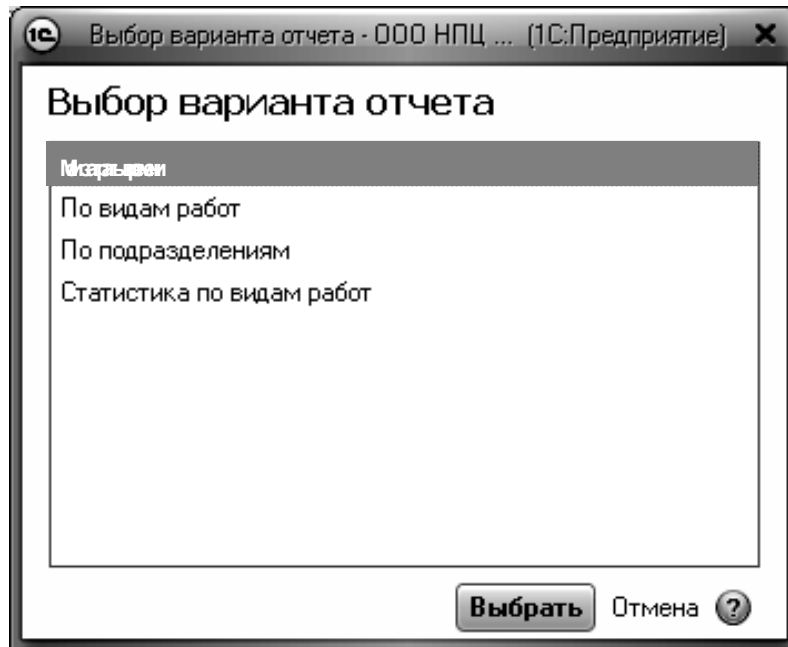 1С Выбор варианта отчета - ООО НПЦ ... (1С:Предприятие)
Выбор варианта отчета
По видам работ
По подразделениям
Статистика по видам работ
Выбрать Отмена ?